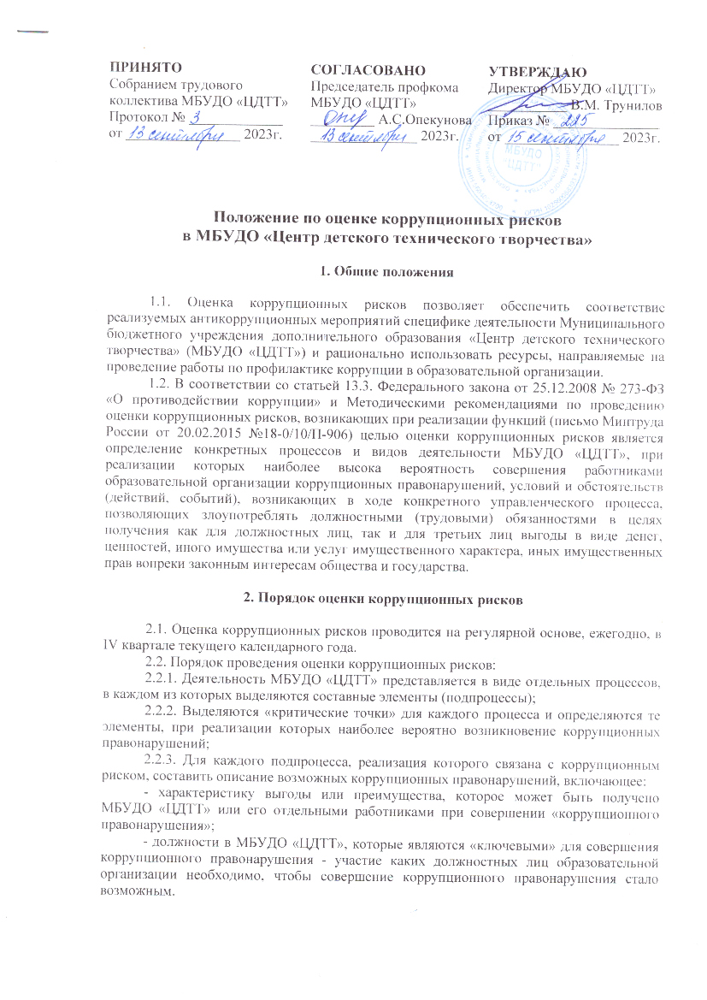 ПРИНЯТО
Собранием трудового
коллектива МБУДО «ЦДТТ»
Протокол № 3
от 13 сентября 2023г.
СОГЛАСОВАНО
Председатель профкома
МБУДО «ЦДТТ»
А.С.Опекунова
13 сентября 2023г.
УТВЕРЖДАЮ
Директор МБУДО «ЦДТТ»
В.М. Трунилов
Приказ № 225
от 15 сентября 2023г.
МБУДО
"ЦДТТ"
Положение по оценке коррупционных рисков
в МБУДО «Центр детского технического творчества»
1. Общие положения
1.1. Оценка коррупционных рисков позволяет обеспечить соответствие
реализуемых антикоррупционных мероприятий специфике деятельности Муниципального
бюджетного учреждения дополнительного образования «Центр детского технического
творчества» (МБУДО «ЦДТТ») и рационально использовать ресурсы, направляемые на
проведение работы по профилактике коррупции в образовательной организации.
1.2. В соответствии со статьей 13.3. Федерального закона от 25.12.2008 № 273-ФЗ
«О противодействии коррупции» и Методическими рекомендациями по проведению
оценки коррупционных рисков, возникающих при реализации функций (письмо Минтруда
России от 20.02.2015 №18-0/10/П-906) целью оценки коррупционных рисков является
определение конкретных процессов и видов деятельности МБУДО «ЦДТТ», при
реализации которых наиболее высока вероятность совершения работниками
образовательной организации коррупционных правонарушений, условий и обстоятельств
(действий, событий), возникающих в ходе конкретного управленческого процесса,
позволяющих злоупотреблять должностными (трудовыми) обязанностями в целях
получения как для должностных лиц, так и для третьих лиц выгоды в виде денег,
ценностей, иного имущества или услуг имущественного характера, иных имущественных
прав вопреки законным интересам общества и государства.
2. Порядок оценки коррупционных рисков
2.1. Оценка коррупционных рисков проводится на регулярной основе, ежегодно, в
IV квартале текущего календарного года.
2.2. Порядок проведения оценки коррупционных рисков:
2.2.1. Деятельность МБУДО «ЦДТТ» представляется в виде отдельных процессов,
в каждом из которых выделяются составные элементы (подпроцессы);
2.2.2. Выделяются «критические точки» для каждого процесса и определяются те
элементы, при реализации которых наиболее вероятно возникновение коррупционных
правонарушений;
2.2.3. Для каждого подпроцесса, реализация которого связана с коррупционным
риском, составить описание возможных коррупционных правонарушений, включающее:
- характеристику выгоды или преимущества, которое может быть получено
МБУДО «ЦДТТ» или его отдельными работниками при совершении «коррупционного
правонарушения»;
- должности в МБУДО «ЦДТТ», которые являются «ключевыми» для совершения
коррупционного правонарушения - участие каких должностных лиц образовательной
организации необходимо, чтобы совершение коррупционного правонарушения стало
возможным.